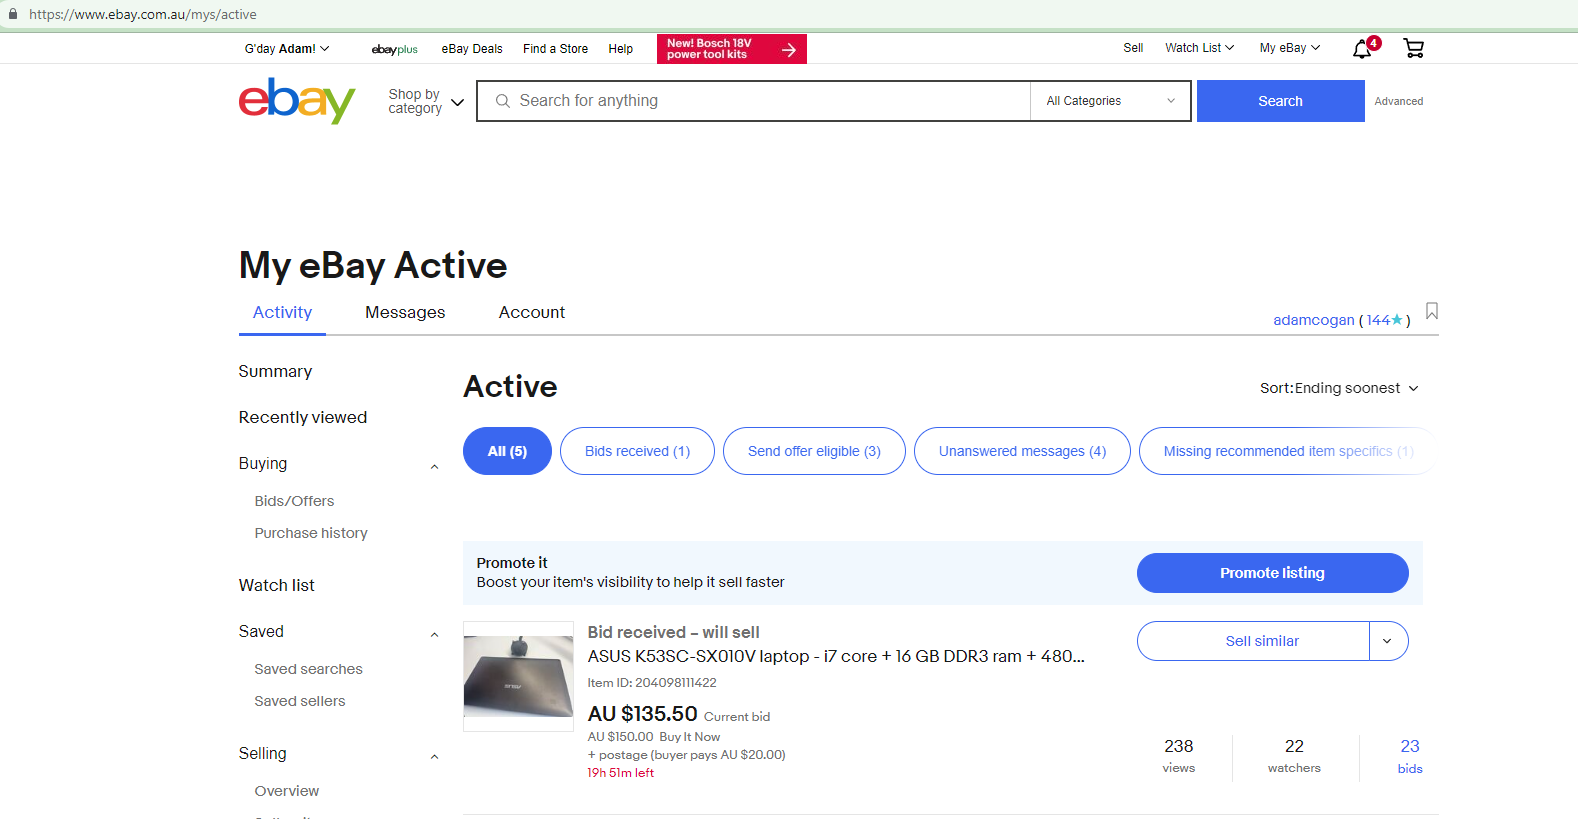 https://www.ebay.com.au/mys/active
G'day Adam!
ebayplus
eBay Deals
Find a Store
Help
New! Bosch 18V
power tool kits
Sell
Watch List
My eBay
4
ebay
Shop by
category
Search for anything
All Categories
Search
Advanced
My eBay Active
Activity
Messages
Account
adamcogan (144★)
Summary
Recently viewed
Buying
Bids/Offers
Purchase history
Watch list
Saved
Saved searches
Saved sellers
Selling
Overview
Active
Sort:Ending soonest
All (5)
Bids received (1)
Send offer eligible (3)
Unanswered messages (4)
Missing recommended item specifics (1)
Promote it
Boost your item's visibility to help it sell faster
Promote listing
Bid received – will sell
ASUS K53SC-SX010V laptop - i7 core + 16 GB DDR3 ram + 480...
Item ID: 204098111422
AU $135.50 Current bid
AU $150.00 Buy It Now
+ postage (buyer pays AU $20.00)
19h 51m left
Sell similar
238
views
22
watchers
23
bids